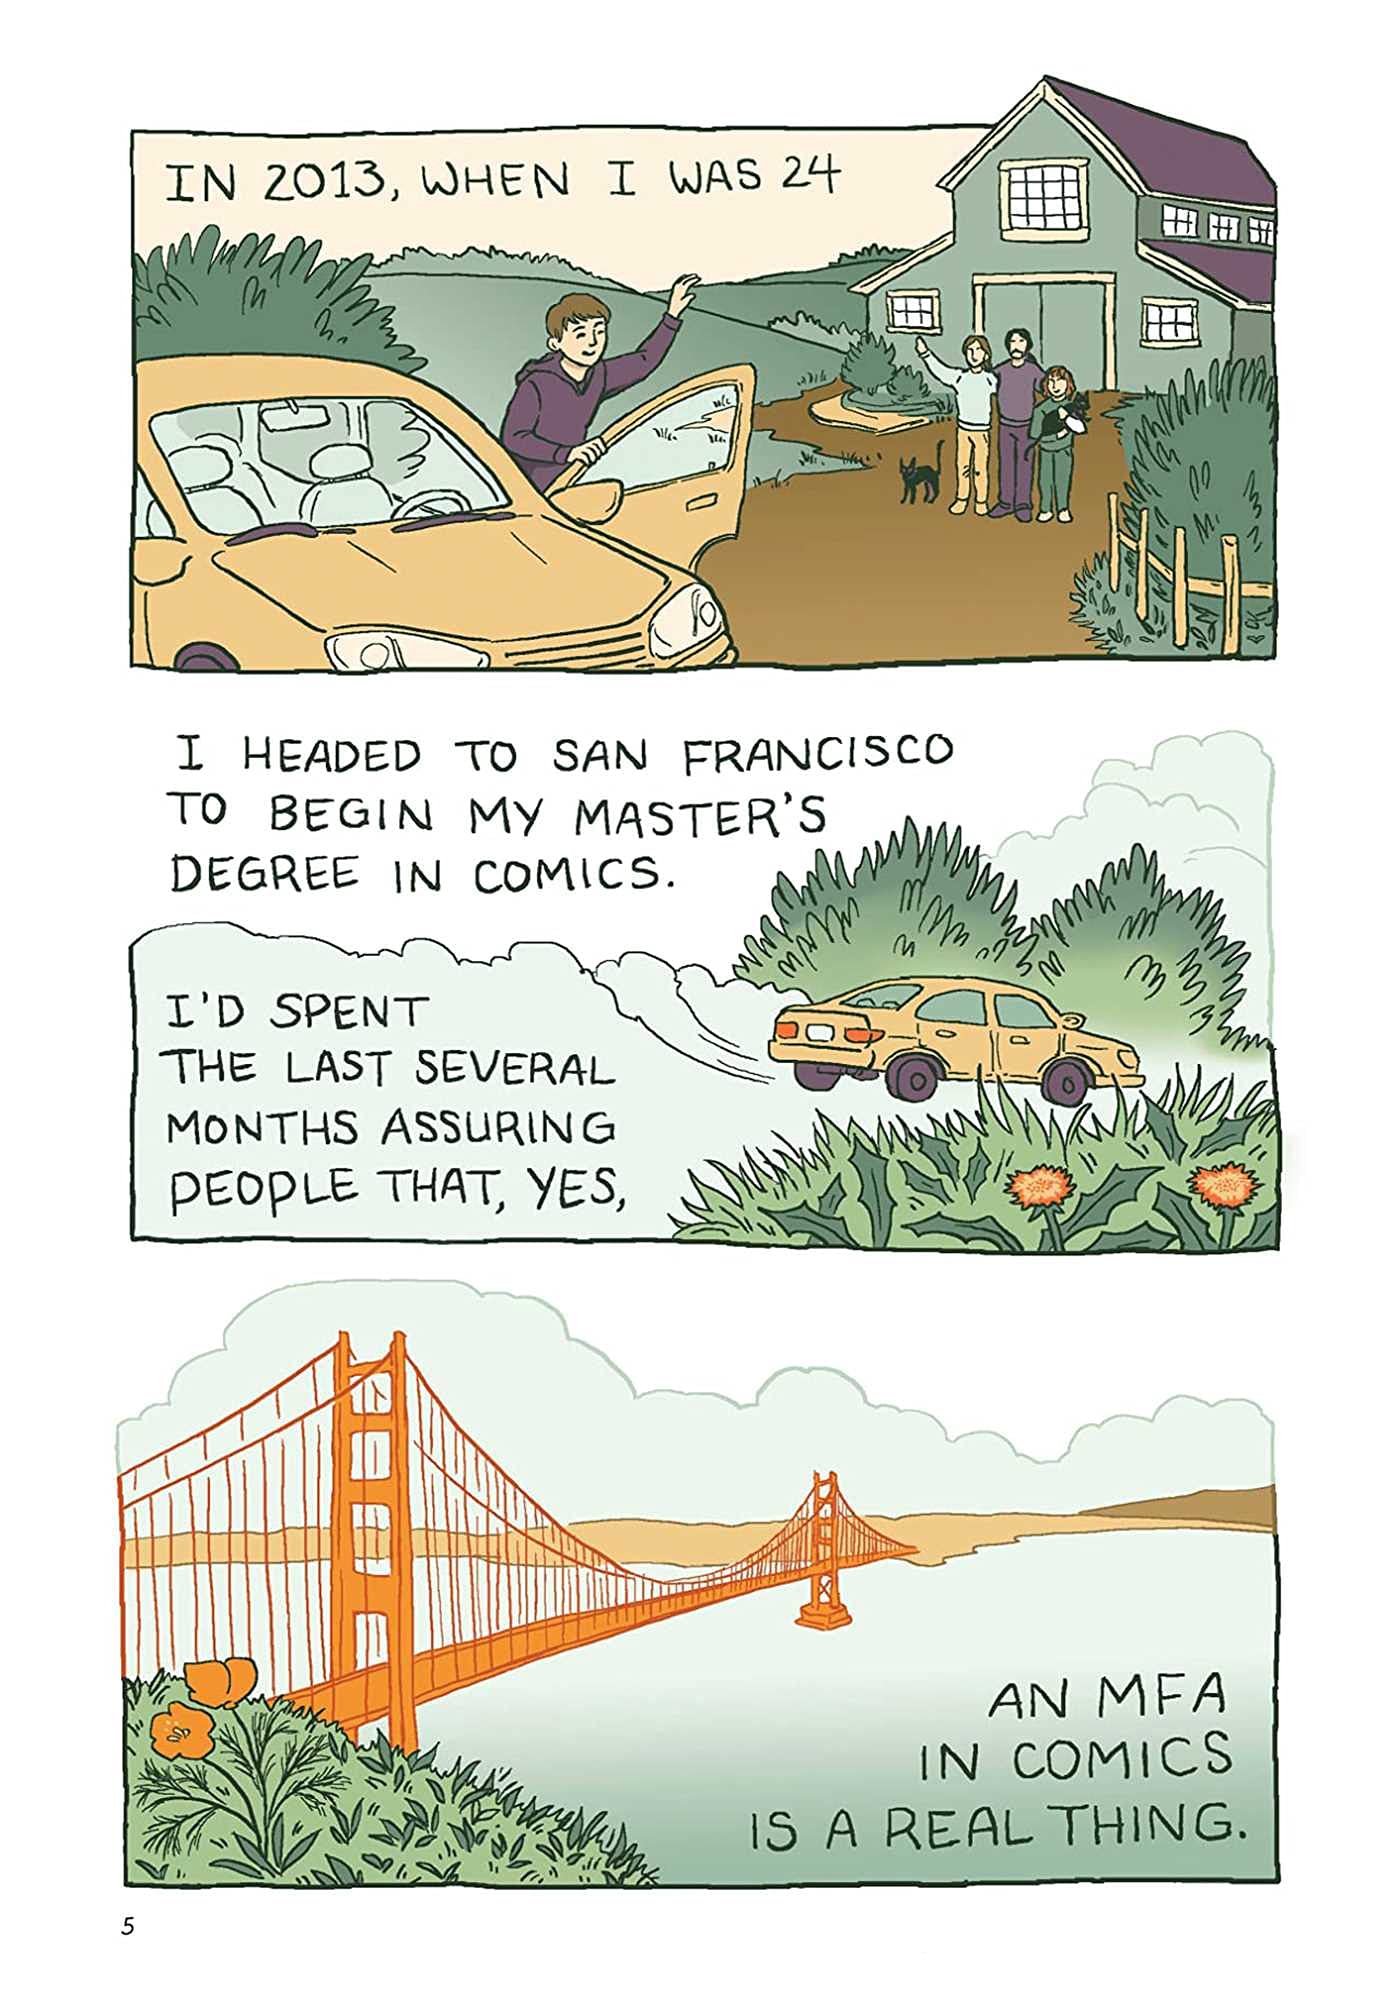 IN 2013, WHEN I WAS 24
I HEADED TO SAN FRANCISCO
TO BEGIN MY MASTER'S
DEGREE IN COMICS.
I'D SPENT
THE LAST SEVERAL
MONTHS ASSURING
PEOPLE THAT, YES,
AN MFA
IN COMICS
IS A REAL THING.
5